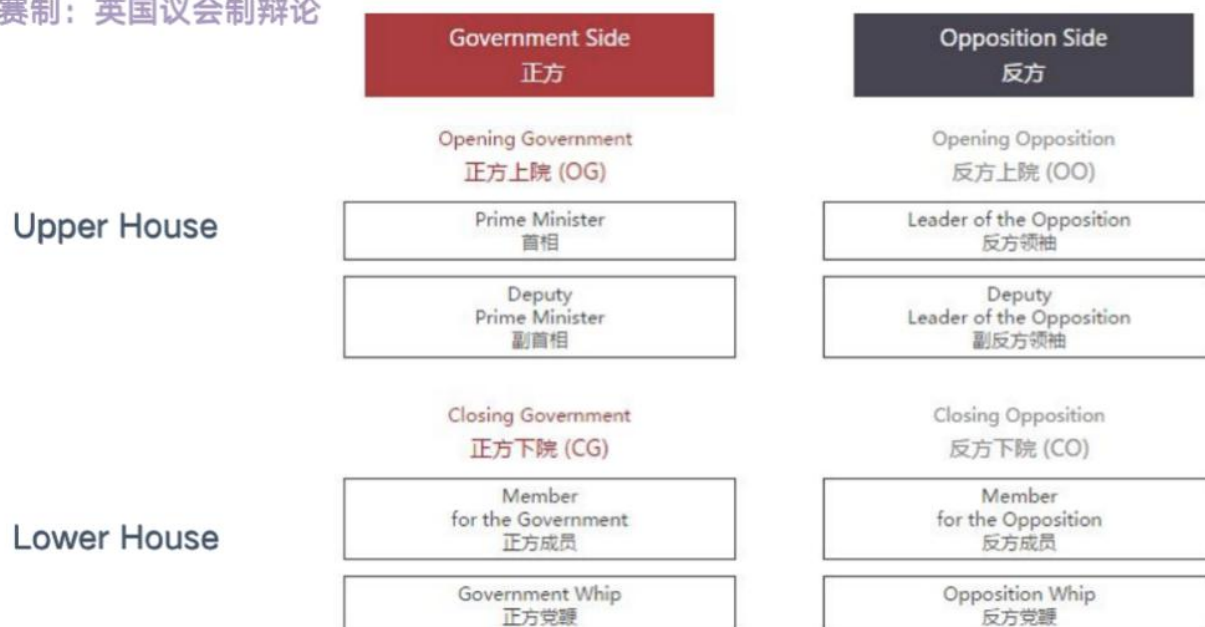 赛制：英国议会制辩论
Government Side
正方
Opposition Side
反方
Opening Government
正方上院 (OG)
Opening Opposition
反方上院 (OO)
Upper House
Prime Minister
首相
Leader of the Opposition
反方领袖
Deputy
Prime Minister
副首相
Deputy
Leader of the Opposition
副反方领袖
Closing Government
正方下院 (CG)
Closing Opposition
反方下院 (CO)
Lower House
Member
for the Government
正方成员
Member
for the Opposition
反方成员
Government Whip
正方党鞭
Opposition Whip
反方党鞭